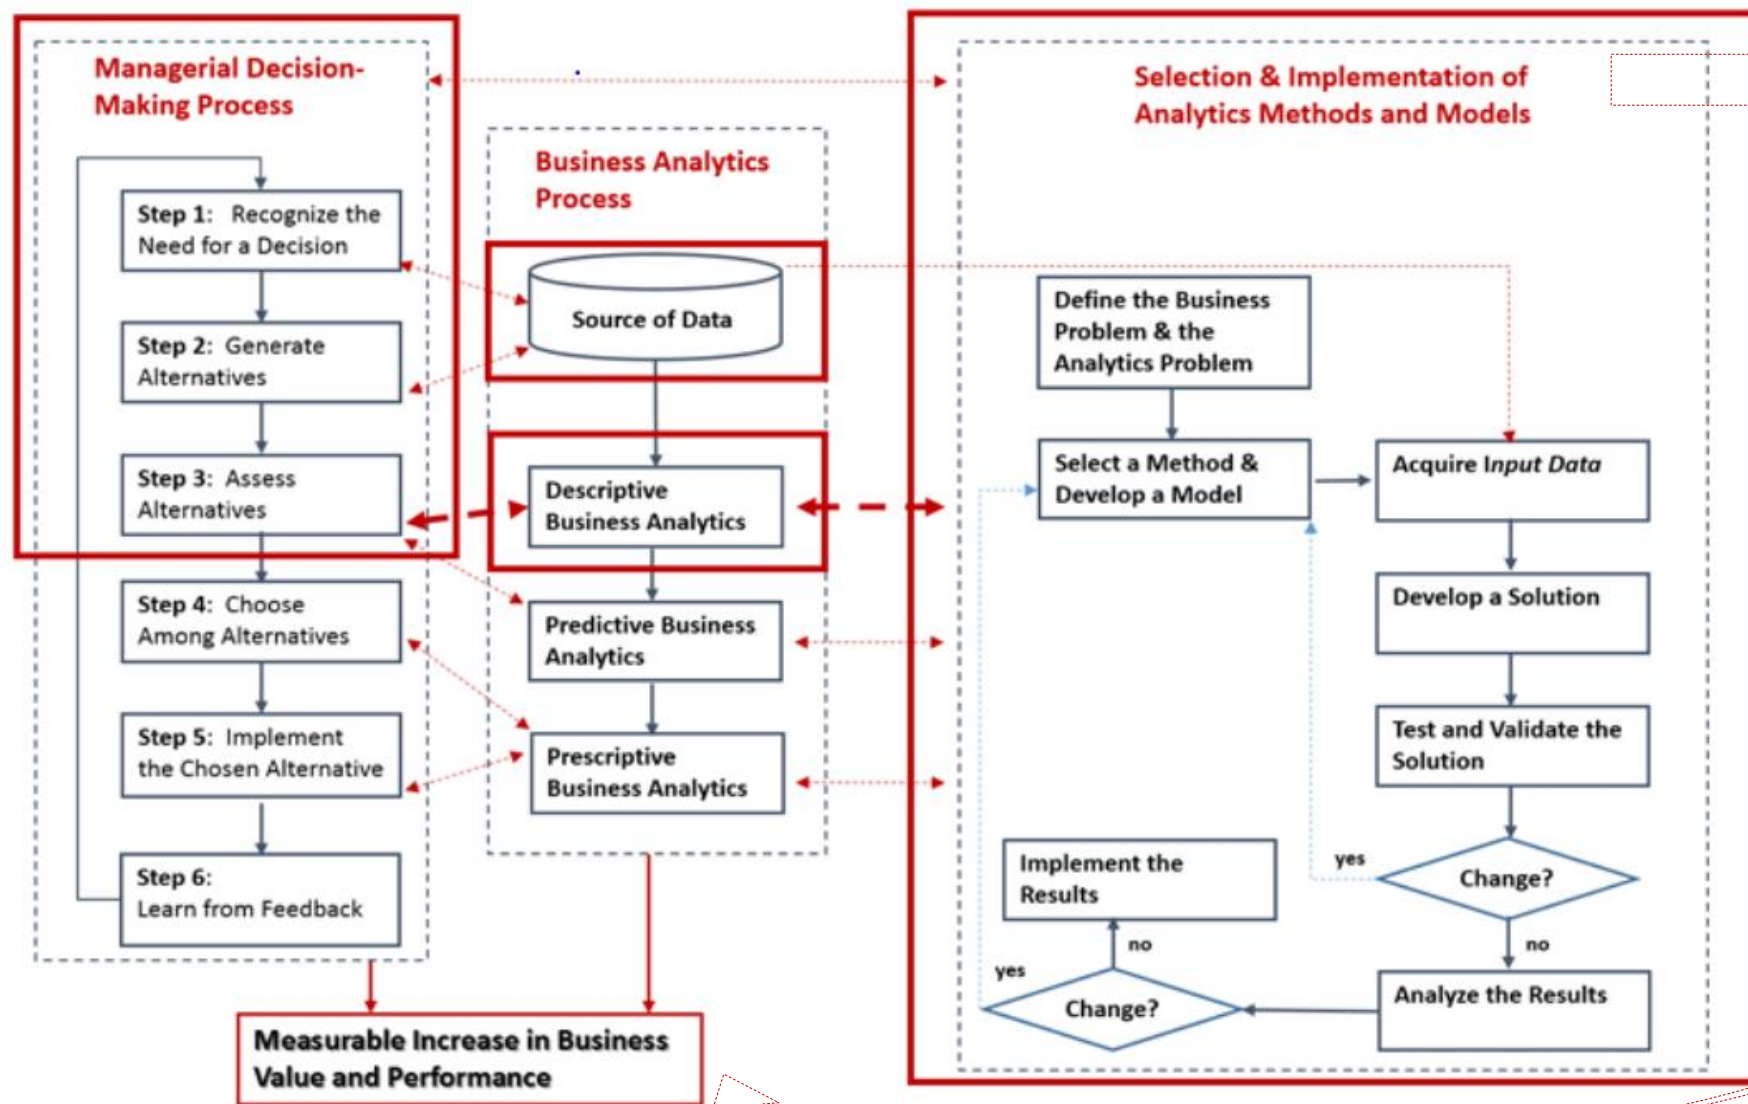 Managerial Decision-
Making Process
Step 1: Recognize the
Need for a Decision
Step 2: Generate
Alternatives
Step 3: Assess
Alternatives
Step 4: Choose
Among Alternatives
Step 5: Implement
the Chosen Alternative
Step 6:
Learn from Feedback
Business Analytics
Process
Source of Data
Descriptive
Business Analytics
Predictive Business
Analytics
Prescriptive
Business Analytics
Measurable Increase in Business
Value and Performance
Selection & Implementation of
Analytics Methods and Models
Define the Business
Problem & the
Analytics Problem
Select a Method &
Develop a Model
Acquire Input Data
Develop a Solution
Test and Validate the
Solution
Change?
yes
no
Analyze the Results
Change?
yes
no
Implement the
Results